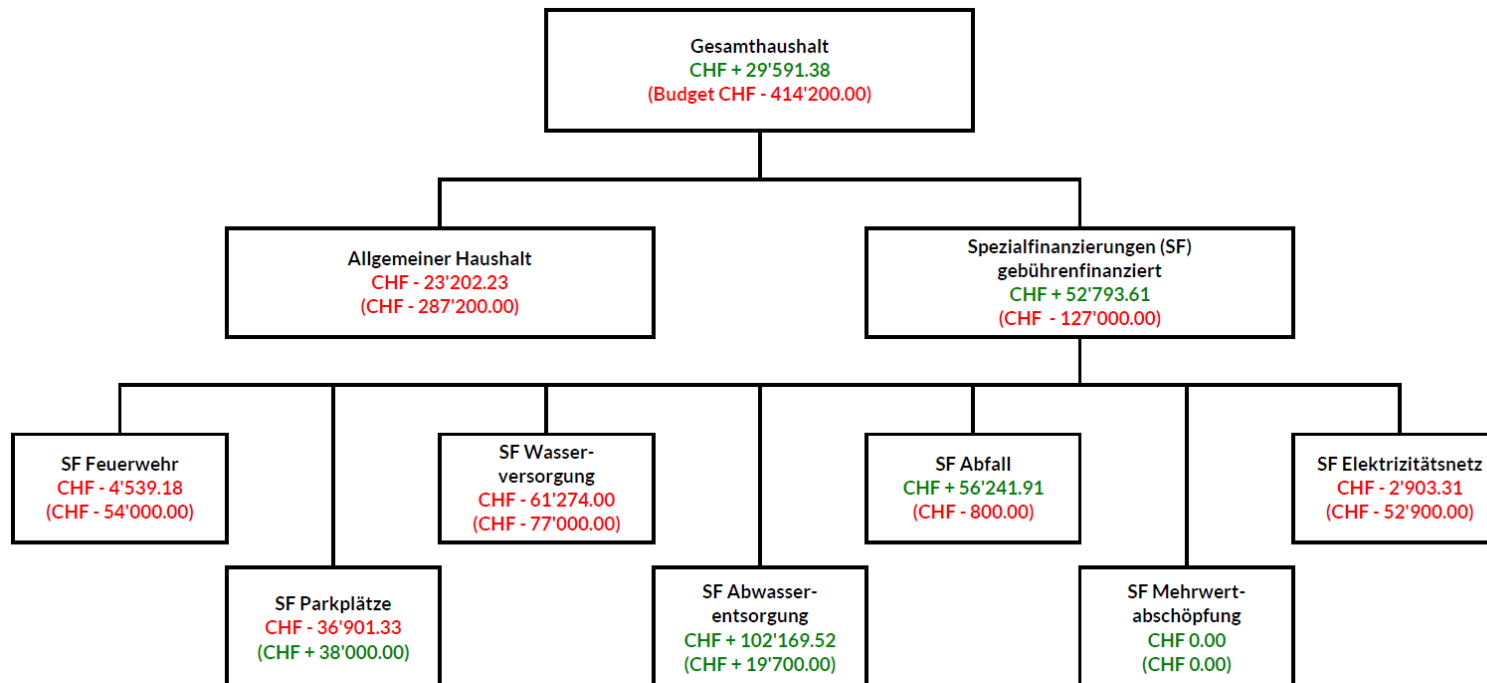 Gesamthaushalt
CHF + 29'591.38
(Budget CHF - 414'200.00)
Allgemeiner Haushalt
CHF - 23'202.23
(CHF - 287'200.00)
Spezialfinanzierungen (SF)
gebührenfinanziert
CHF + 52'793.61
(CHF - 127'000.00)
SF Feuerwehr
CHF - 4'539.18
(CHF - 54'000.00)
SF Parkplätze
CHF - 36'901.33
(CHF + 38'000.00)
SF Wasser-
versorgung
CHF - 61'274.00
(CHF - 77'000.00)
SF Abwasser-
entsorgung
CHF + 102'169.52
(CHF + 19'700.00)
SF Abfall
CHF + 56'241.91
(CHF - 800.00)
SF Mehrwert-
abschöpfung
CHF 0.00
(CHF 0.00)
SF Elektrizitätsnetz
CHF - 2'903.31
(CHF - 52'900.00)